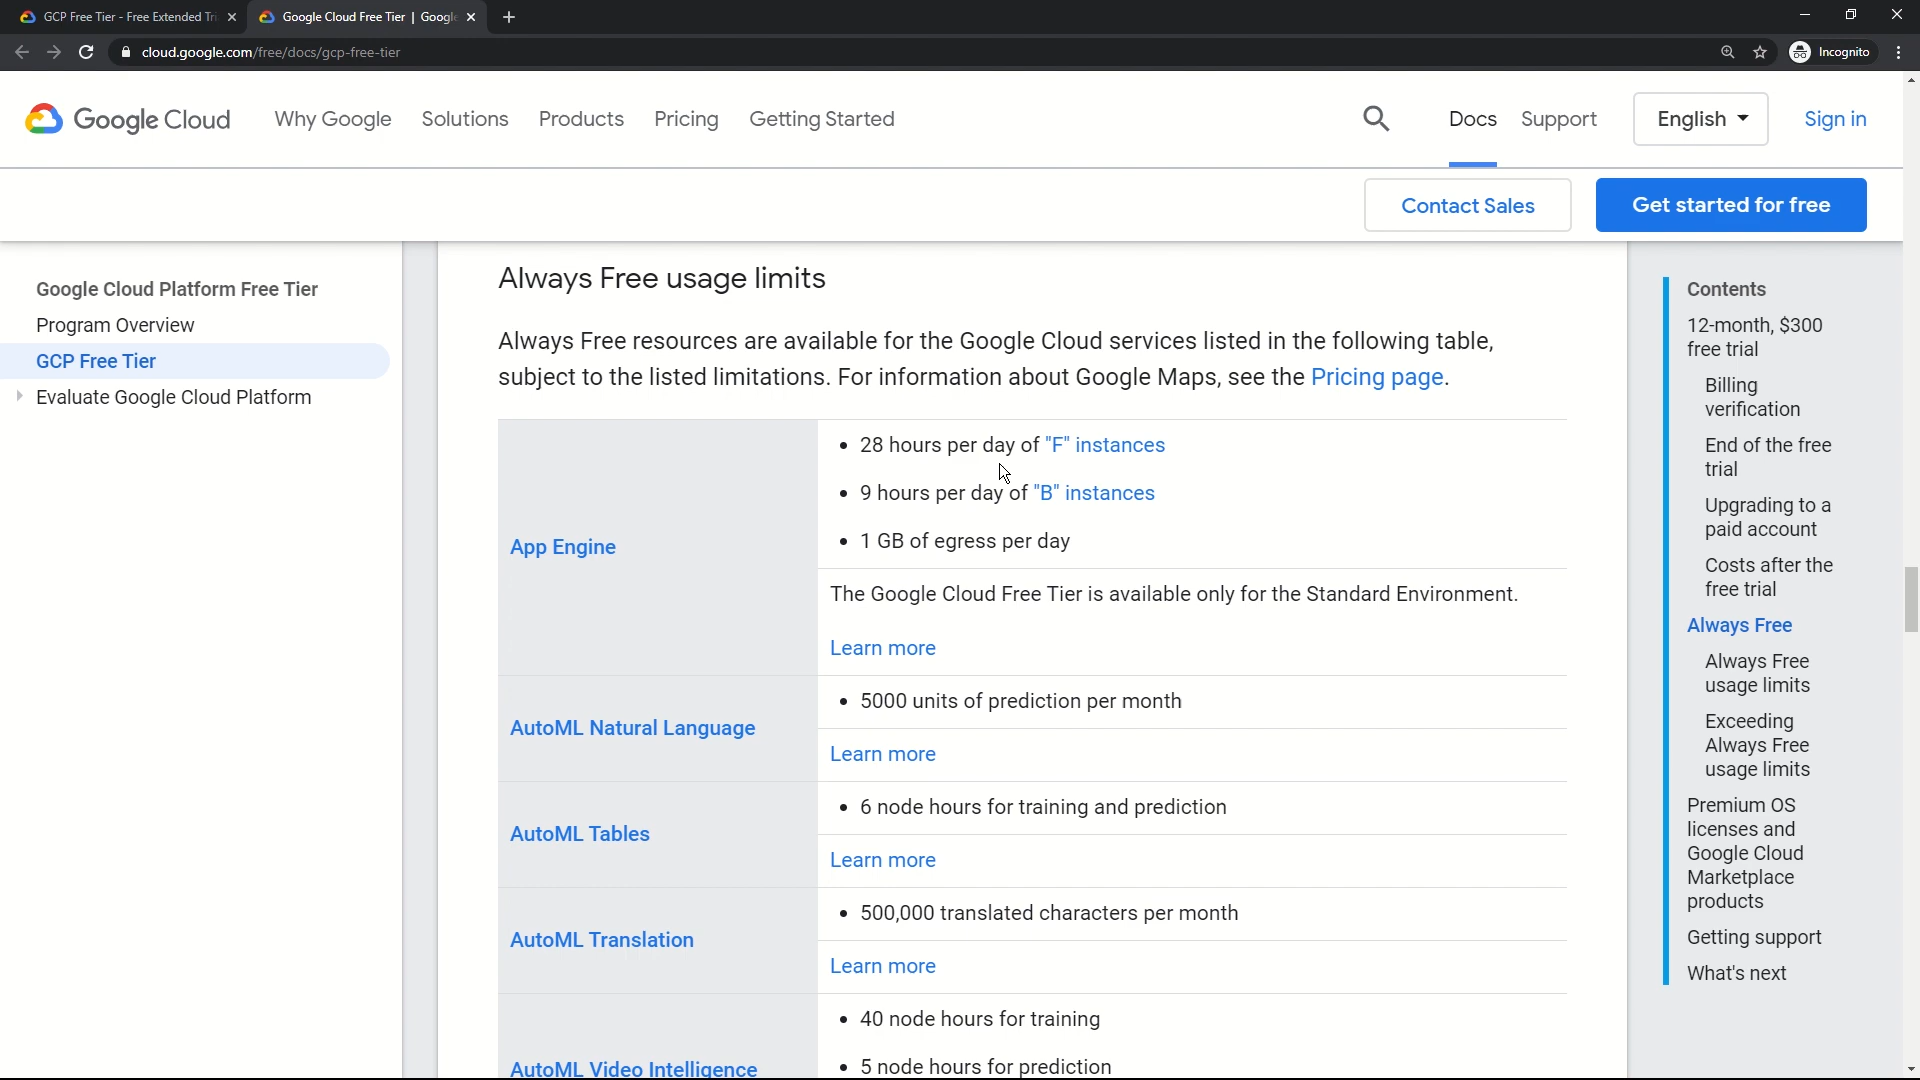 GCP Free Tier - Free Extended Tri
Google Cloud Free Tier | Google
cloud.google.com/free/docs/gcp-free-tier
Incognito
Google Cloud
Why Google
Solutions
Products
Pricing
Getting Started
Docs
Support
English
Sign in
Contact Sales
Get started for free
Google Cloud Platform Free Tier
Program Overview
GCP Free Tier
Evaluate Google Cloud Platform
Always Free usage limits
Always Free resources are available for the Google Cloud services listed in the following table,
subject to the listed limitations. For information about Google Maps, see the Pricing page.
App Engine
• 28 hours per day of "F" instances
• 9 hours per day of "B" instances
• 1 GB of egress per day
The Google Cloud Free Tier is available only for the Standard Environment.
Learn more
AutoML Natural Language
• 5000 units of prediction per month
Learn more
AutoML Tables
• 6 node hours for training and prediction
Learn more
AutoML Translation
• 500,000 translated characters per month
Learn more
AutoML Video Intelligence
• 40 node hours for training
• 5 node hours for prediction
Contents
12-month, $300
free trial
Billing
verification
End of the free
trial
Upgrading to a
paid account
Costs after the
free trial
Always Free
Always Free
usage limits
Exceeding
Always Free
usage limits
Premium OS
licenses and
Google Cloud
Marketplace
products
Getting support
What's next